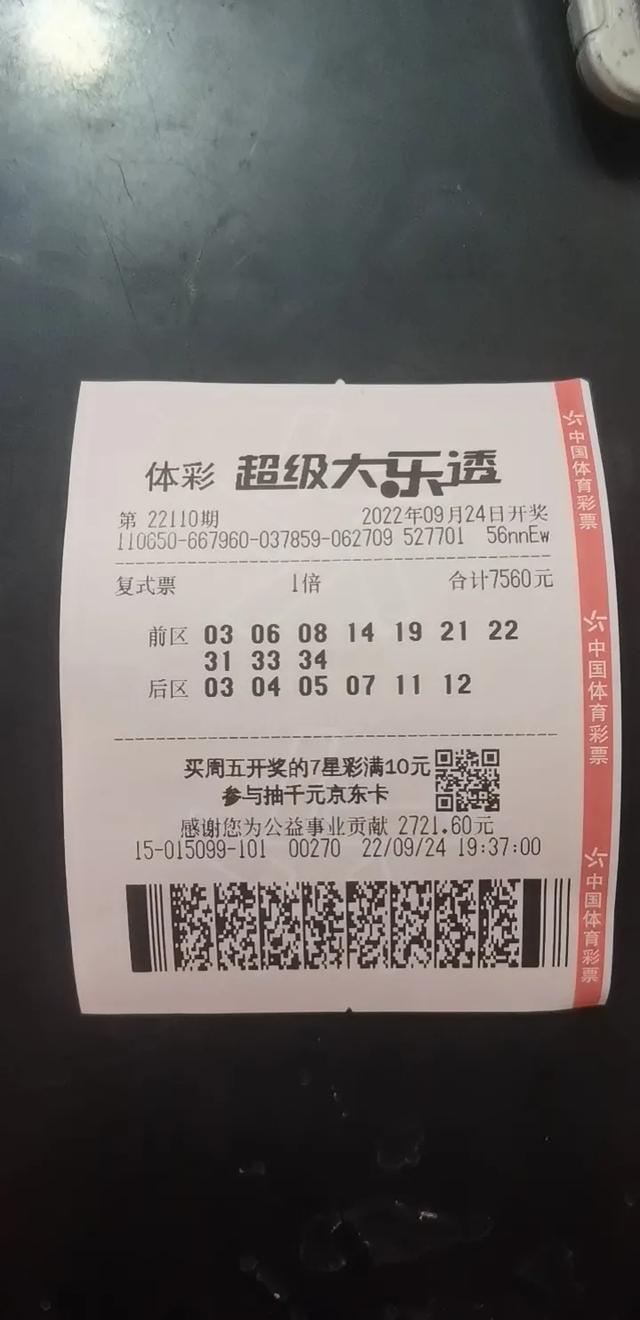 体彩 超级大乐透
第 22110期 2022年09月24日开奖
110650-667960-037859-062709 527701 56nnEw
复式票 1倍 合计7560元
前区 03 06 08 14 19 21 22
31 33 34
后区 03 04 05 07 11 12
买周五开奖的7星彩满10元
参与抽千元京东卡
感谢您为公益事业贡献 2721.60元
15-015099-101 00270 22/09/24 19:37:00
中国体育彩票
中国体育彩票
中国体育彩票